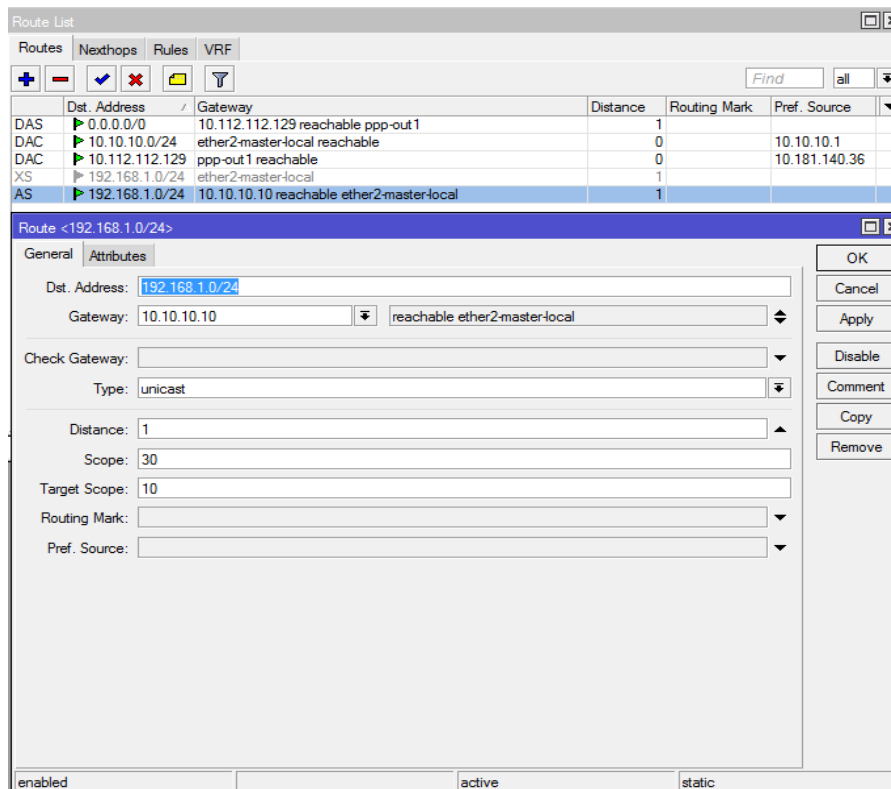 Route List
Routes Nexthops Rules VRF
Find all
Dst. Address / Gateway Distance Routing Mark Pref. Source
DAS 0.0.0.0/0 10.112.112.129 reachable ppp-out1 1
DAC 10.10.10.0/24 ether2-master-local reachable 0 10.10.10.1
DAC 10.112.112.129 ppp-out1 reachable 0 10.181.140.36
XS 192.168.1.0/24 ether2-master-local 1
AS 192.168.1.0/24 10.10.10.10 reachable ether2-master-local 1
Route <192.168.1.0/24>
General Attributes
OK
Dst. Address: 192.168.1.0/24
Cancel
Gateway: 10.10.10.10 reachable ether2-master-local
Apply
Check Gateway:
Disable
Type: unicast
Comment
Copy
Distance: 1
Remove
Scope: 30
Target Scope: 10
Routing Mark:
Pref. Source:
enabled active static